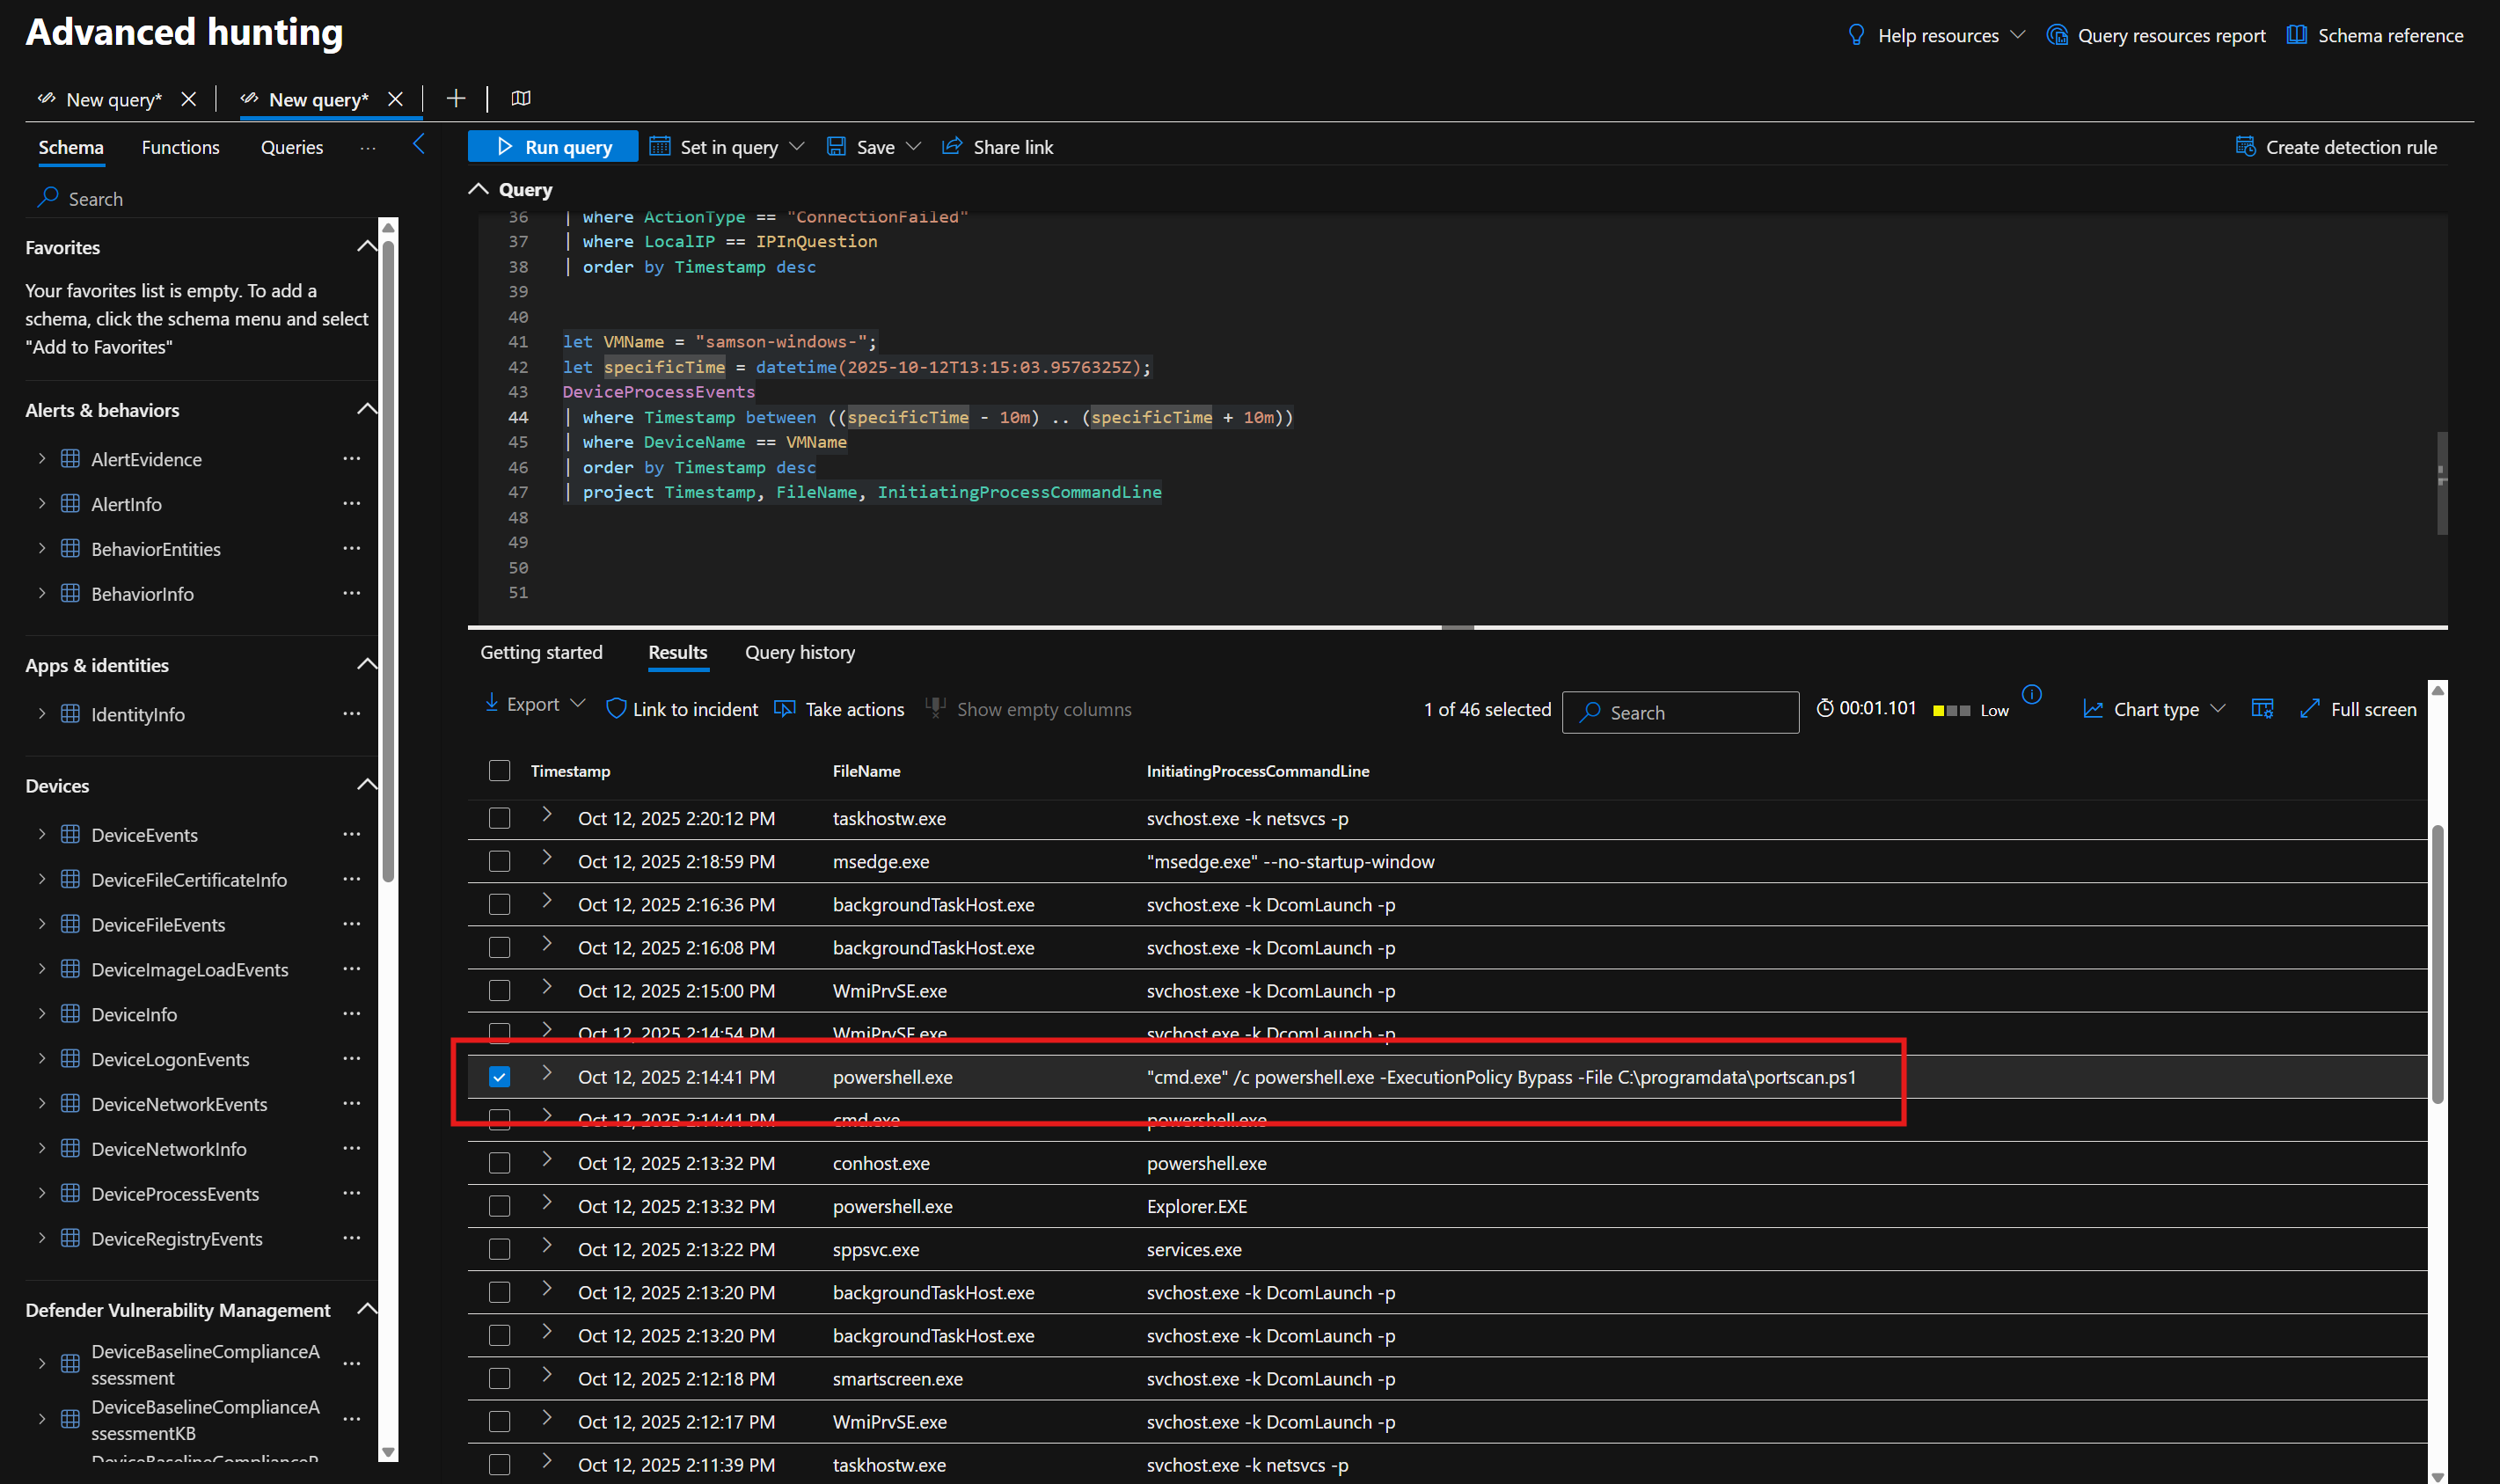 Advanced hunting
Help resources
Query resources report
Schema reference
New query*
New query*
Schema
Functions
Queries
Run query
Set in query
Save
Share link
Create detection rule
Search
Query
Favorites
Your favorites list is empty. To add a
schema, click the schema menu and select
"Add to Favorites"
Alerts & behaviors
AlertEvidence
AlertInfo
BehaviorEntities
BehaviorInfo
Apps & identities
IdentityInfo
Devices
DeviceEvents
DeviceFileCertificateInfo
DeviceFileEvents
DeviceImageLoadEvents
DeviceInfo
DeviceLogonEvents
DeviceNetworkEvents
DeviceNetworkInfo
DeviceProcessEvents
DeviceRegistryEvents
Defender Vulnerability Management
DeviceBaselineComplianceA
ssessment
DeviceBaselineComplianceA
ssessmentKB
36 | where ActionType == "ConnectionFailed"
37 | where LocalIP == IPInQuestion
38 | order by Timestamp desc
39
40
41 let VMName = "samson-windows-";
42 let specificTime = datetime(2025-10-12T13:15:03.9576325Z);
43 DeviceProcessEvents
44 | where Timestamp between ((specificTime - 10m) .. (specificTime + 10m))
45 | where DeviceName == VMName
46 | order by Timestamp desc
47 | project Timestamp, FileName, InitiatingProcessCommandLine
48
49
50
51
Getting started
Results
Query history
Export
Link to incident
Take actions
Show empty columns
1 of 46 selected
Search
00:01.101
Low
Chart type
Full screen
Timestamp FileName InitiatingProcessCommandLine
Oct 12, 2025 2:20:12 PM taskhostw.exe svchost.exe -k netsvcs -p
Oct 12, 2025 2:18:59 PM msedge.exe "msedge.exe" --no-startup-window
Oct 12, 2025 2:16:36 PM backgroundTaskHost.exe svchost.exe -k DcomLaunch -p
Oct 12, 2025 2:16:08 PM backgroundTaskHost.exe svchost.exe -k DcomLaunch -p
Oct 12, 2025 2:15:00 PM WmiPrvSE.exe svchost.exe -k DcomLaunch -p
Oct 12, 2025 2:14:54 PM WmiPrvSE.exe svchost.exe -k DcomLaunch -p
Oct 12, 2025 2:14:41 PM powershell.exe "cmd.exe" /c powershell.exe -ExecutionPolicy Bypass -File C:\programdata\portscan.ps1
Oct 12, 2025 2:14:41 PM cmd.exe powershell.exe
Oct 12, 2025 2:13:32 PM conhost.exe powershell.exe
Oct 12, 2025 2:13:32 PM powershell.exe Explorer.EXE
Oct 12, 2025 2:13:22 PM sppsvc.exe services.exe
Oct 12, 2025 2:13:20 PM backgroundTaskHost.exe svchost.exe -k DcomLaunch -p
Oct 12, 2025 2:13:20 PM backgroundTaskHost.exe svchost.exe -k DcomLaunch -p
Oct 12, 2025 2:12:18 PM smartscreen.exe svchost.exe -k DcomLaunch -p
Oct 12, 2025 2:12:17 PM WmiPrvSE.exe svchost.exe -k DcomLaunch -p
Oct 12, 2025 2:11:39 PM taskhostw.exe svchost.exe -k netsvcs -p